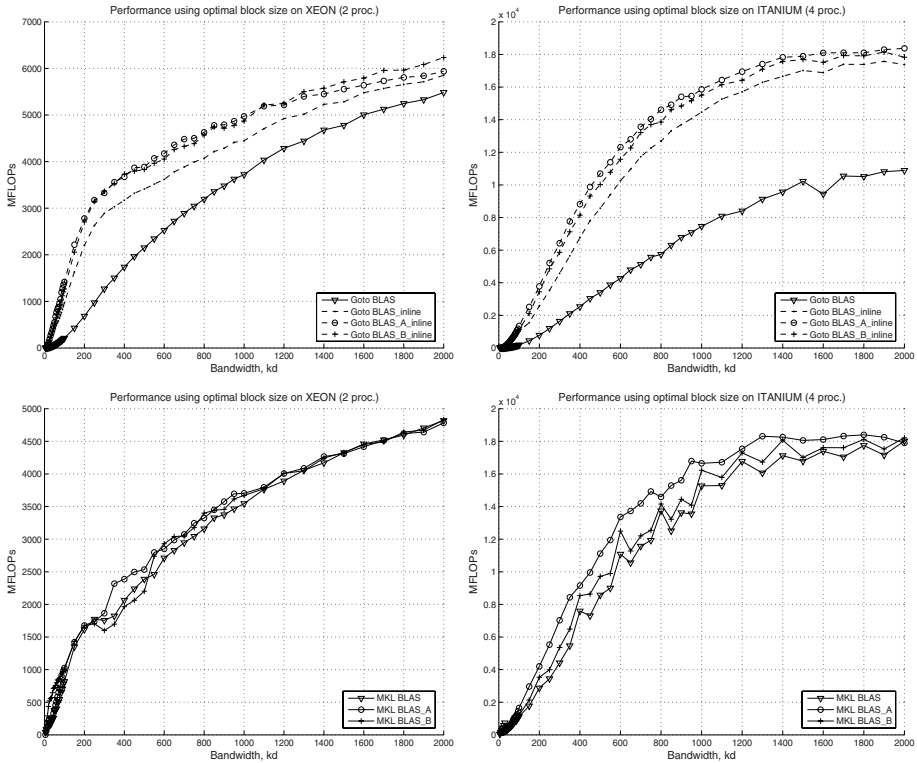 Performance using optimal block size on XEON (2 proc.)
7000
6000
5000
4000
3000
2000
1000
0
MFLOPs
0 200 400 600 800 1000 1200 1400 1600 1800 2000
Bandwidth, kd
Goto BLAS
Goto BLAS_inline
Goto BLAS_A_inline
Goto BLAS_B_inline
Performance using optimal block size on ITANIUM (4 proc.)
x 10^4
2
1.8
1.6
1.4
1.2
1
0.8
0.6
0.4
0.2
0
MFLOPs
0 200 400 600 800 1000 1200 1400 1600 1800 2000
Bandwidth, kd
Goto BLAS
Goto BLAS_inline
Goto BLAS_A_inline
Goto BLAS_B_inline
Performance using optimal block size on XEON (2 proc.)
5000
4500
4000
3500
3000
2500
2000
1500
1000
500
0
MFLOPs
0 200 400 600 800 1000 1200 1400 1600 1800 2000
Bandwidth, kd
MKL BLAS
MKL BLAS_A
MKL BLAS_B
Performance using optimal block size on ITANIUM (4 proc.)
x 10^4
2
1.8
1.6
1.4
1.2
1
0.8
0.6
0.4
0.2
0
MFLOPs
0 200 400 600 800 1000 1200 1400 1600 1800 2000
Bandwidth, kd
MKL BLAS
MKL BLAS_A
MKL BLAS_B